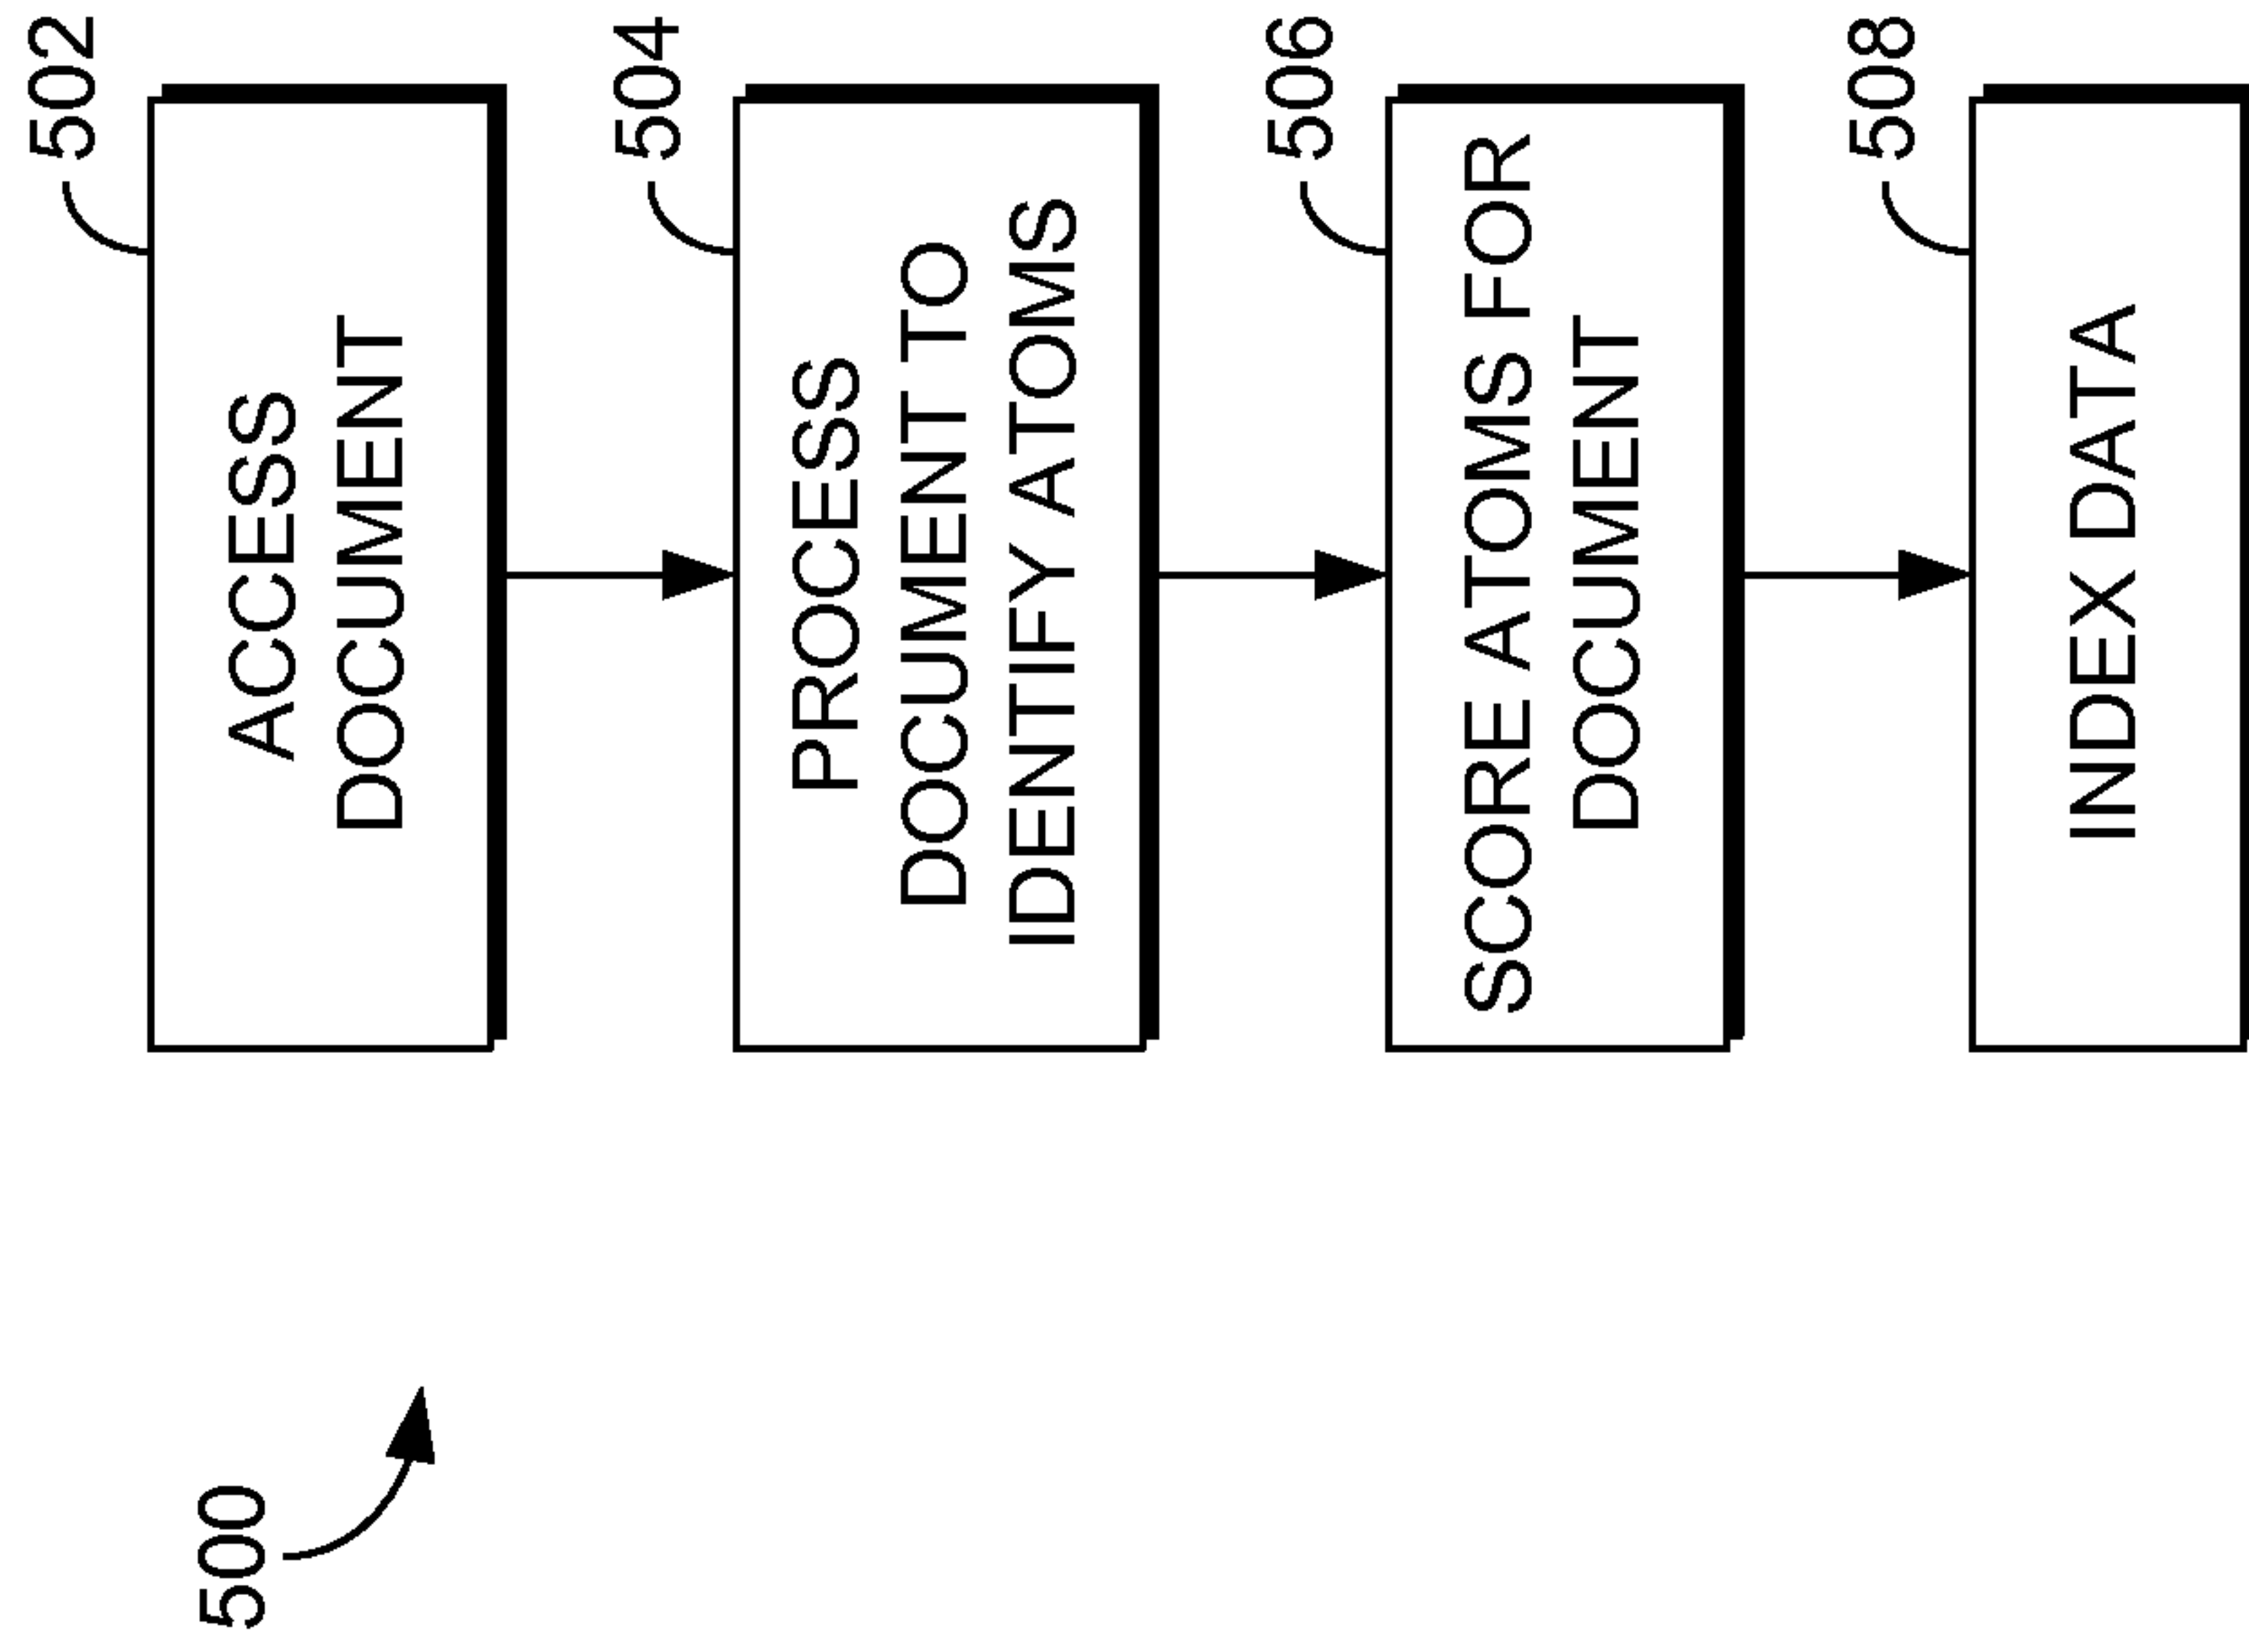 500
502
ACCESS
DOCUMENT
504
PROCESS
DOCUMENT TO
IDENTIFY ATOMS
506
SCORE ATOMS FOR
DOCUMENT
508
INDEX DATA